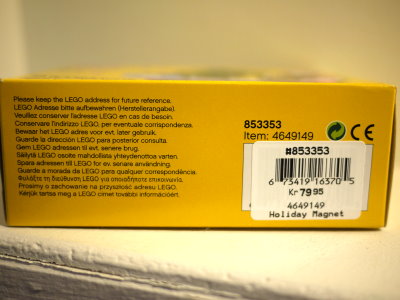 Please keep the LEGO address for future reference.
LEGO Adresse bitte aufbewahren (Herstellerangabe).
Veuillez conserver l'adresse LEGO en cas de besoin.
Conservare l'indirizzo LEGO, per eventuale corrispondenza.
Bewaar het LEGO adres voor evt. later gebruik.
Guarde la dirección LEGO para posterior consulta.
Gem LEGO adressen til evt. senere brug.
Säilytä LEGO osoite mahdollista yhteydenottoa varten.
Spara adressen till LEGO för ev. senare användning.
Guarde a morada da LEGO para qualquer correspondência.
Φυλάξτε τη διεύθυνση LEGO για οποιαδήποτε επικοινωνία.
Prosimy o zachowanie na przyszłość adresu LEGO.
Kérjük tartsa meg a LEGO címet további információért.
853353
Item: 4649149
CE
#853353
6 73419 16370 5
Kr 79.95
4649149
Holiday Magnet